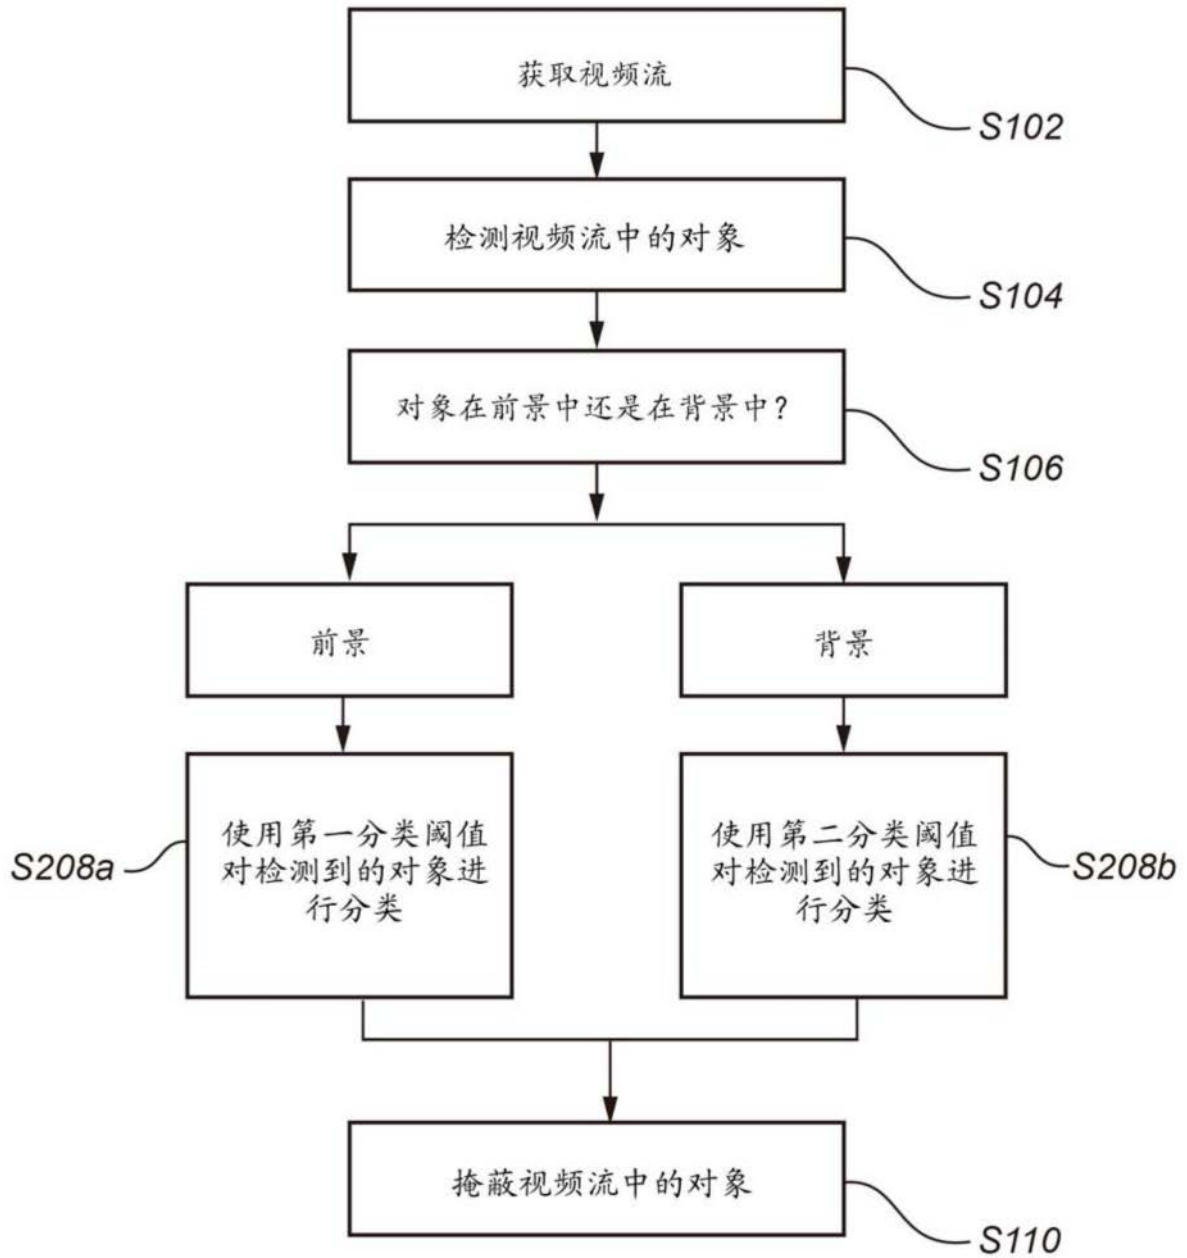 获取视频流
S102
检测视频流中的对象
S104
对象在前景中还是在背景中?
S106
前景
背景
使用第一分类阈值
对检测到的对象进
行分类
S208a
使用第二分类阈值
对检测到的对象进
行分类
S208b
掩蔽视频流中的对象
S110